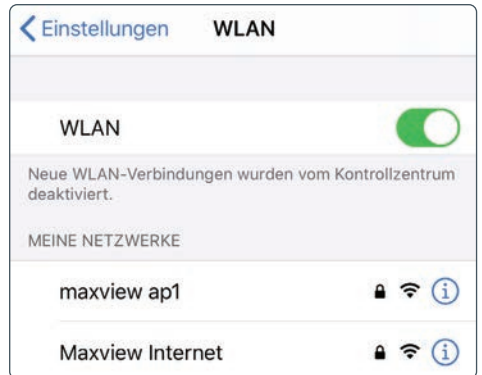 Einstellungen WLAN
WLAN
Neue WLAN-Verbindungen wurden vom Kontrollzentrum
deaktiviert.
MEINE NETZWERKE
maxview ap1
Maxview Internet